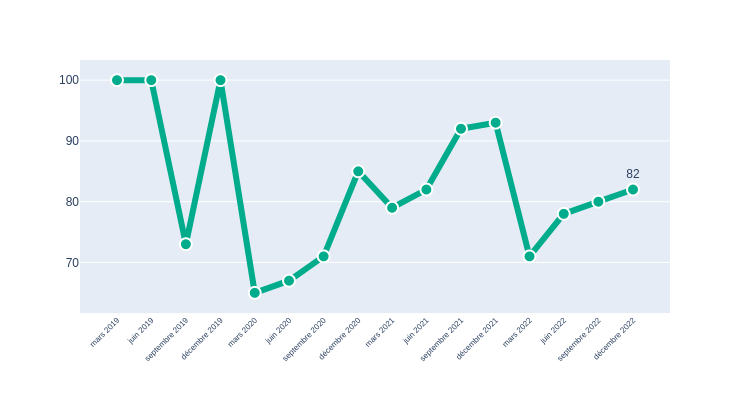 100
90
80
70
82
mars 2019
juin 2019
septembre 2019
décembre 2019
mars 2020
juin 2020
septembre 2020
décembre 2020
mars 2021
juin 2021
septembre 2021
décembre 2021
mars 2022
juin 2022
septembre 2022
décembre 2022